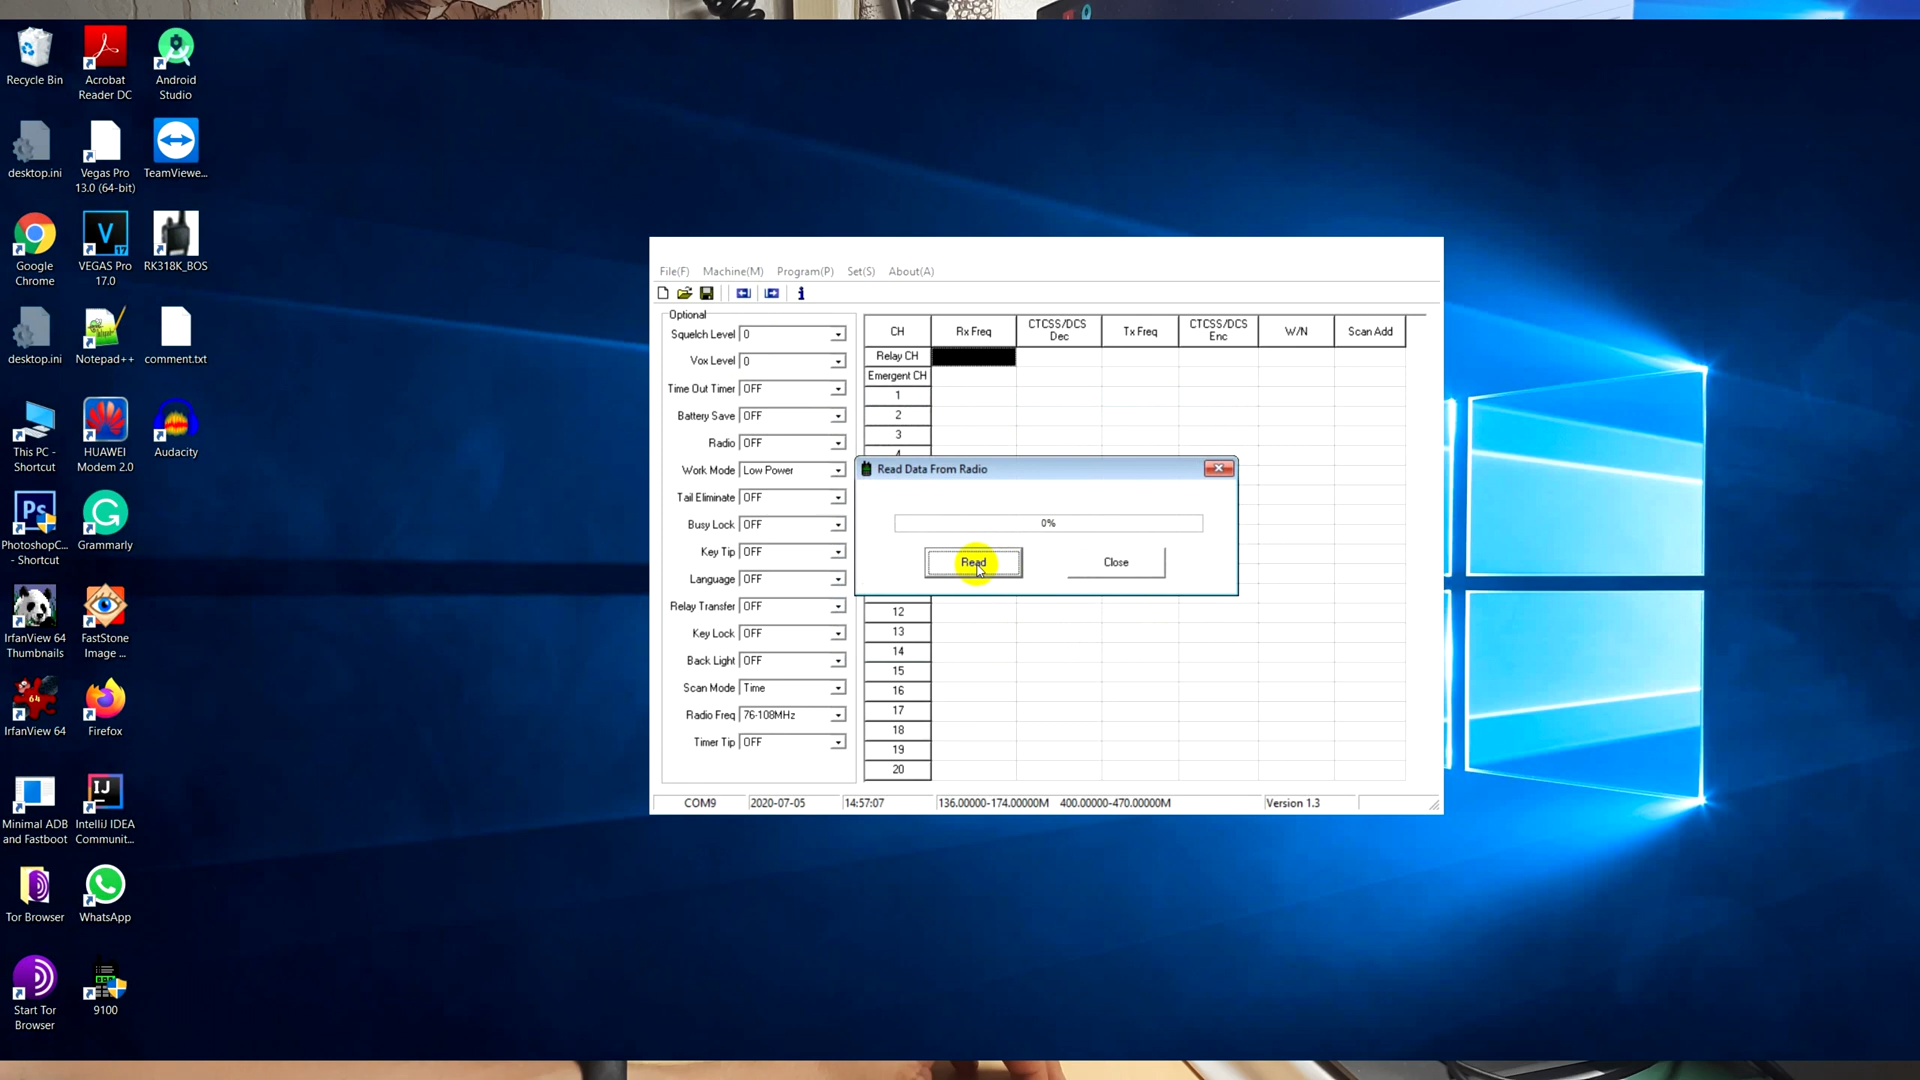 Recycle Bin
Acrobat
Reader DC
Android
Studio
desktop.ini
Vegas Pro
13.0 (64-bit)
TeamViewe...
Google
Chrome
VEGAS Pro
17.0
RK318K_BOS
desktop.ini
Notepad++
comment.txt
This PC -
Shortcut
HUAWEI
Modem 2.0
Audacity
PhotoshopC...
- Shortcut
Grammarly
IrfanView 64
Thumbnails
FastStone
Image ...
IrfanView 64
Firefox
Minimal ADB
and Fastboot
IntelliJ IDEA
Communit...
Tor Browser
WhatsApp
Start Tor
Browser
9100
File(F) Machine(M) Program(P) Set(S) About(A)
Optional
Squelch Level 0
Vox Level 0
Time Out Timer OFF
Battery Save OFF
Radio OFF
Work Mode Low Power
Tail Eliminate OFF
Busy Lock OFF
Key Tip OFF
Language OFF
Relay Transfer OFF
Key Lock OFF
Back Light OFF
Scan Mode Time
Radio Freq 76-108MHz
Timer Tip OFF
CH Rx Freq CTCSS/DCS Dec Tx Freq CTCSS/DCS Enc W/N Scan Add
Relay CH
Emergent CH
1
2
3
4
Read Data From Radio
0%
Read Close
12
13
14
15
16
17
18
19
20
COM9 2020-07-05 14:57:07 136.00000-174.00000M 400.00000-470.00000M Version 1.3